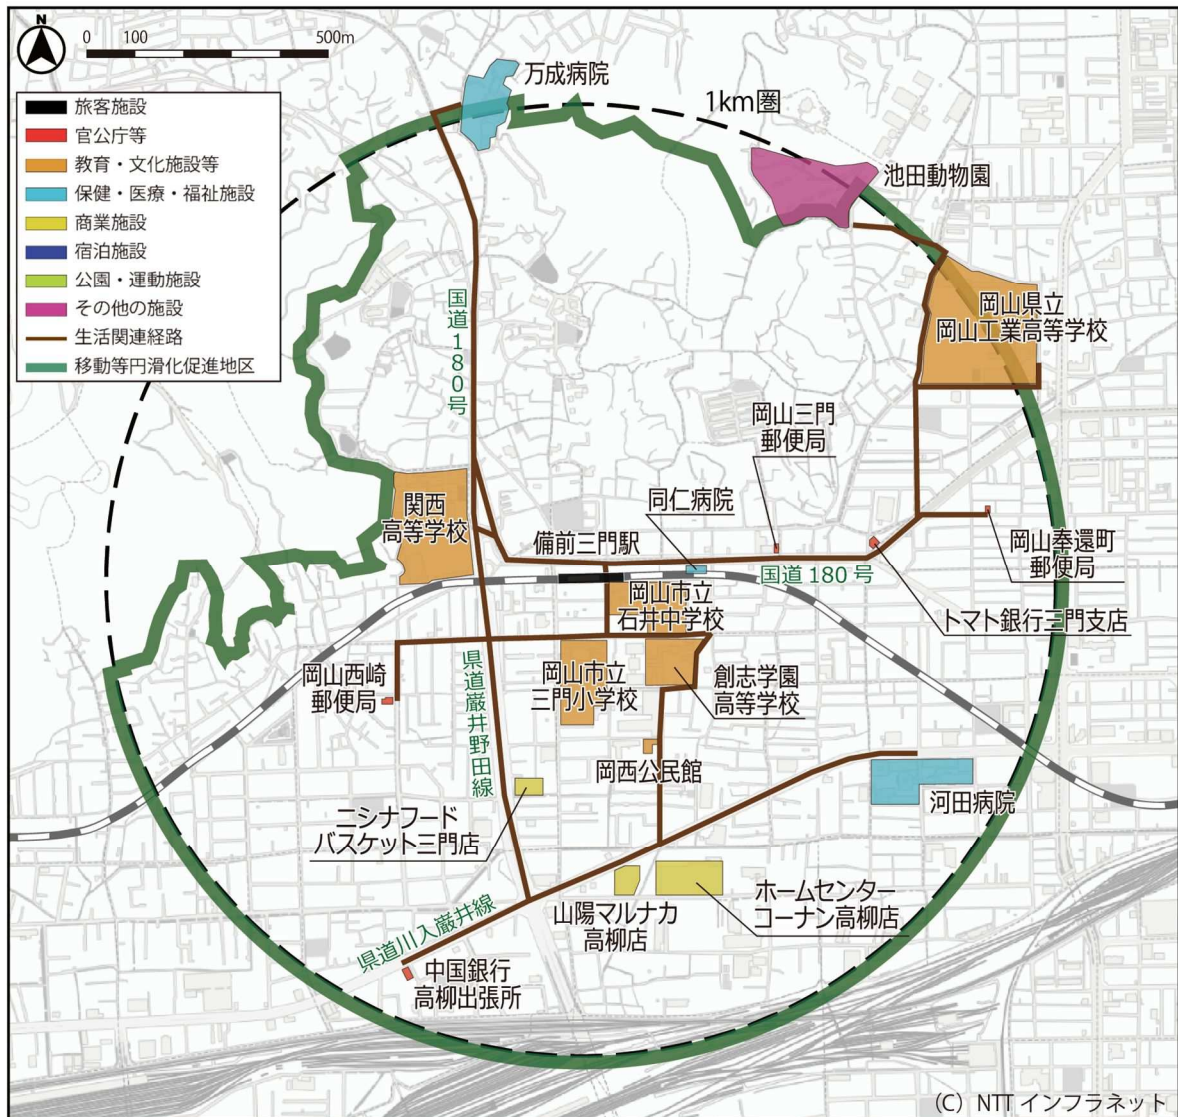 N
0 100 500m
旅客施設
官公庁等
教育・文化施設等
保健・医療・福祉施設
商業施設
宿泊施設
公園・運動施設
その他の施設
生活関連経路
移動等円滑化促進地区
万成病院
1km圏
池田動物園
岡山県立
岡山工業高等学校
国道180号
岡山三門
郵便局
関西
高等学校
同仁病院
備前三門駅
国道 180 号
岡山奉還町
郵便局
岡山市立
石井中学校
トマト銀行三門支店
岡山西崎
郵便局
県道巌井野田線
岡山市立
三門小学校
創志学園
高等学校
岡西公民館
ニシナフード
バスケット三門店
河田病院
山陽マルナカ
高柳店
ホームセンター
コーナン高柳店
県道川入巌井線
中国銀行
高柳出張所
(C) NTT インフラネット